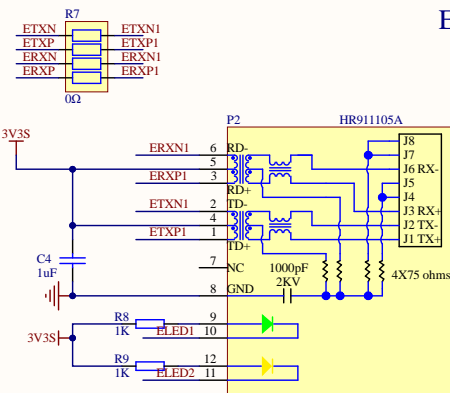 R7
E
ETXN ETXN1
ETXP ETXP1
ERXN ERXN1
ERXP ERXP1
0Ω
P2 HR911105A
3V3S
J8
J7
ERXN1 6 RD- J6 RX-
5 J5
ERXP1 3 J4
RD+ J3 RX+
ETXN1 2 TD- J2 TX-
4
ETXP1 1 J1 TX+
TD+
C4
1uF
7 NC
1000pF
2KV
4X75 ohms
8 GND
R8 9
1K ELED1 10
3V3S
R9 12
1K ELED2 11